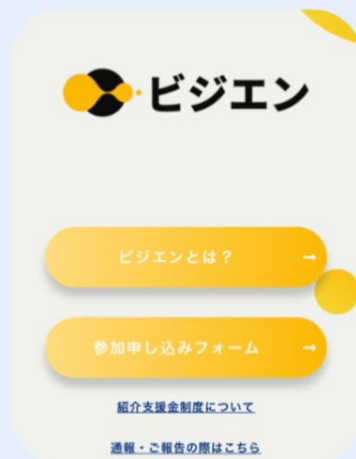 ビジエン
ビジエンとは？ →
参加申し込みフォーム →
紹介支援金制度について
通報・ご報告の際はこちら